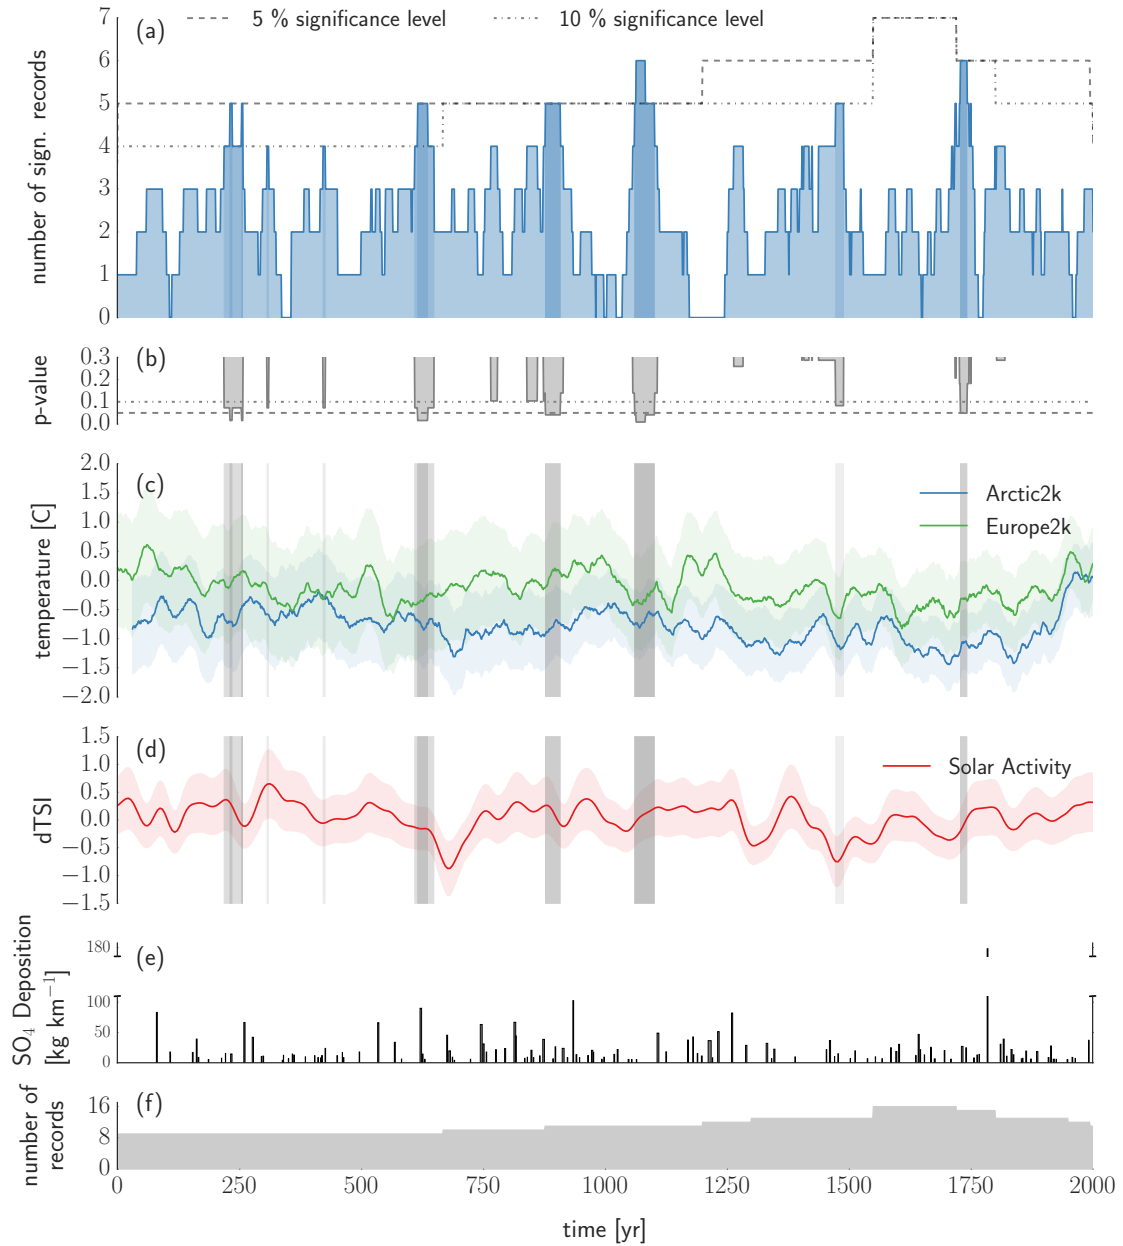 5 % significance level
10 % significance level
(a)
number of sign. records
7
6
5
4
3
2
1
0
(b)
p-value
0.3
0.2
0.1
0.0
(c)
temperature [C]
2.0
1.5
1.0
0.5
0.0
−0.5
−1.0
−1.5
−2.0
Arctic2k
Europe2k
(d)
dTSI
1.5
1.0
0.5
0.0
−0.5
−1.0
−1.5
Solar Activity
(e)
SO₄ Deposition
[kg km⁻¹]
180
100
50
0
(f)
number of
records
16
8
0
0 250 500 750 1000 1250 1500 1750 2000
time [yr]